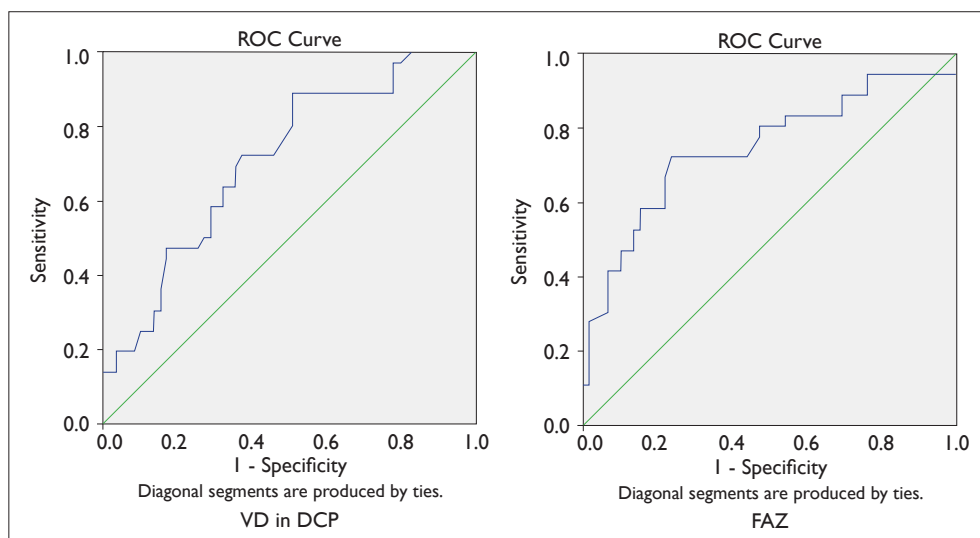 ROC Curve
1.0
0.8
0.6
0.4
0.2
0.0
Sensitivity
0.0 0.2 0.4 0.6 0.8 1.0
1 - Specificity
Diagonal segments are produced by ties.
VD in DCP
ROC Curve
1.0
0.8
0.6
0.4
0.2
0.0
Sensitivity
0.0 0.2 0.4 0.6 0.8 1.0
1 - Specificity
Diagonal segments are produced by ties.
FAZ